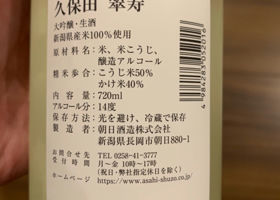 久保田 翠寿
大吟醸・生酒
新潟県産米100%使用
原材料名：米、米こうじ、
醸造アルコール
精米歩合：こうじ米50%
かけ米40%
内容量：720ml
アルコール分：14度
保存方法：光を避け、冷蔵で保存
製造者：朝日酒造株式会社
新潟県長岡市朝日880-1
お問合せ先 TEL 0258-41-3777
受付時間 月～金 10時～17時
(祝日・弊社指定休日を除く)
ホームページ https://www.asahi-shuzo.co.jp/
4984283052016